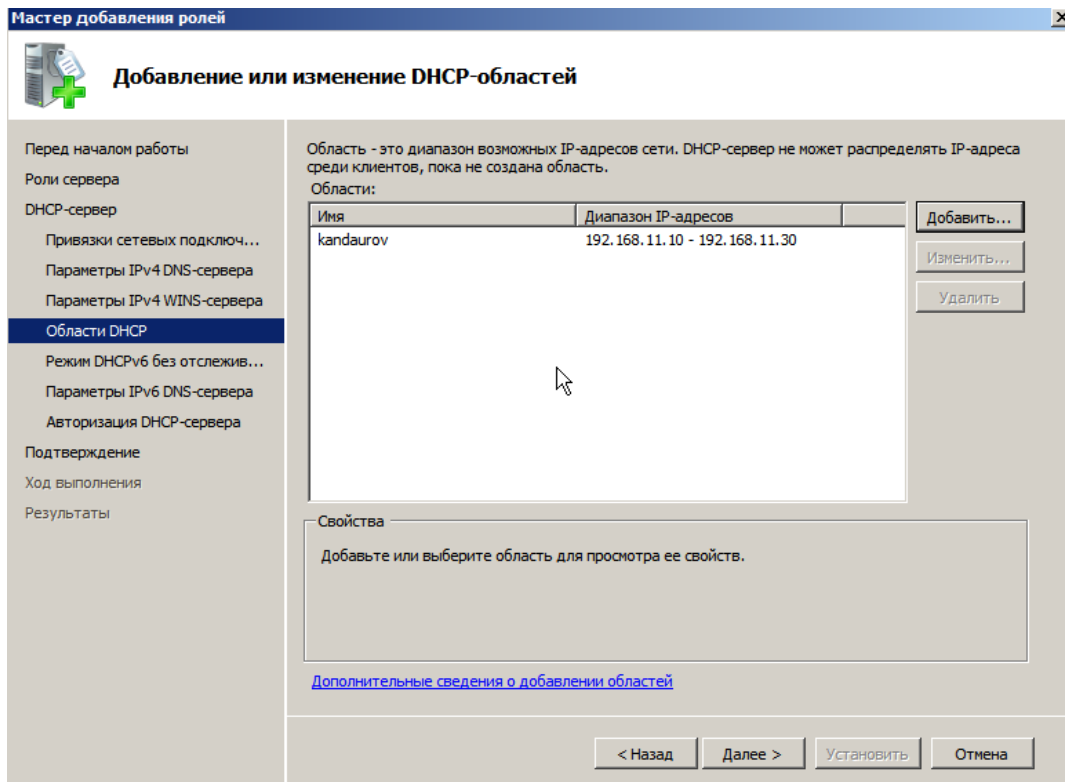 Мастер добавления ролей
Добавление или изменение DHCP-областей
Перед началом работы
Роли сервера
DHCP-сервер
Привязки сетевых подключ...
Параметры IPv4 DNS-сервера
Параметры IPv4 WINS-сервера
Области DHCP
Режим DHCPv6 без отслежив...
Параметры IPv6 DNS-сервера
Авторизация DHCP-сервера
Подтверждение
Ход выполнения
Результаты
Область - это диапазон возможных IP-адресов сети. DHCP-сервер не может распределять IP-адреса
среди клиентов, пока не создана область.
Области:
Имя Диапазон IP-адресов
kandaurov 192.168.11.10 - 192.168.11.30
Добавить...
Изменить...
Удалить
Свойства
Добавьте или выберите область для просмотра ее свойств.
Дополнительные сведения о добавлении областей
< Назад Далее > Установить Отмена